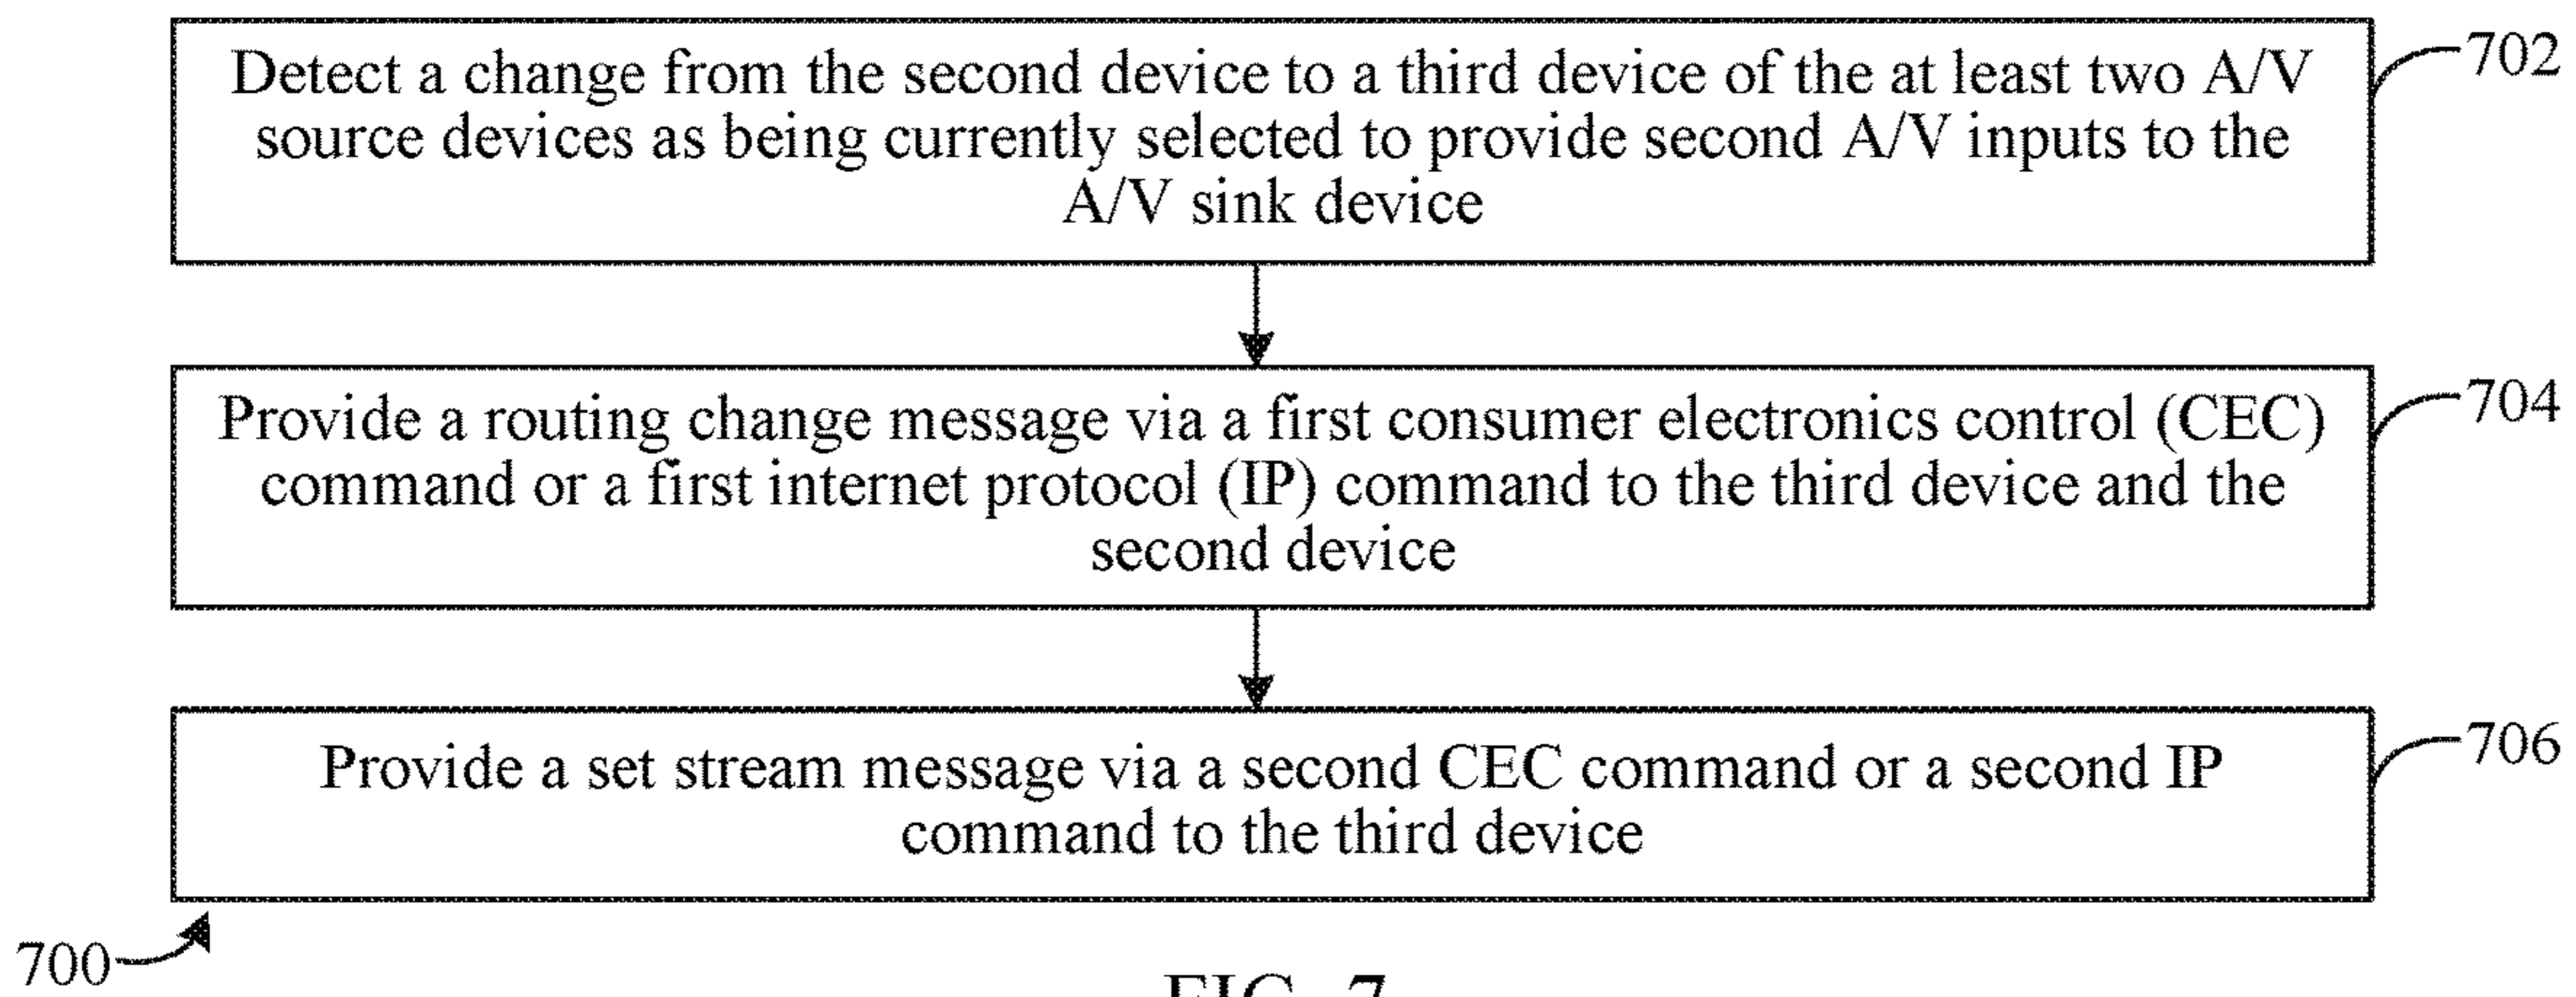 Detect a change from the second device to a third device of the at least two A/V
source devices as being currently selected to provide second A/V inputs to the
A/V sink device
702
Provide a routing change message via a first consumer electronics control (CEC)
command or a first internet protocol (IP) command to the third device and the
second device
704
Provide a set stream message via a second CEC command or a second IP
command to the third device
706
700
FIG. 7